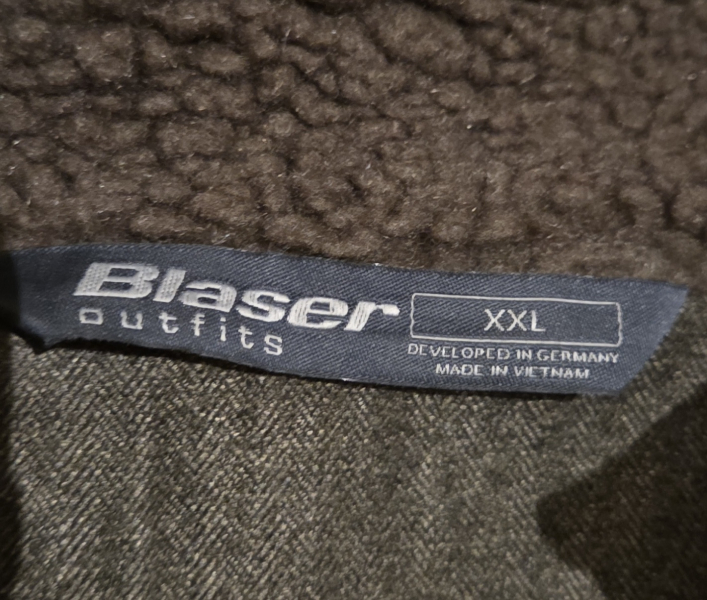 Blaser
outfits
XXL
DEVELOPED IN GERMANY
MADE IN VIETNAM